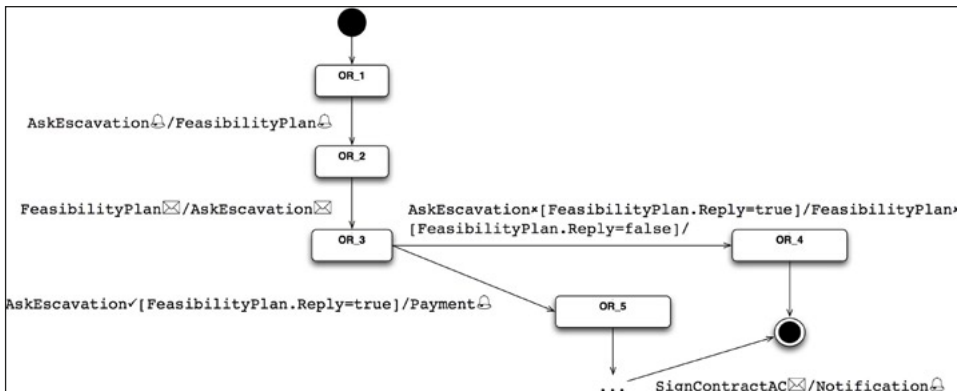 OR_1
AskEscavation🔔/FeasibilityPlan🔔
OR_2
FeasibilityPlan✉/AskEscavation✉
AskEscavation×[FeasibilityPlan.Reply=true]/FeasibilityPlan×
[FeasibilityPlan.Reply=false]/
OR_3
OR_4
AskEscavation✓[FeasibilityPlan.Reply=true]/Payment🔔
OR_5
...
SignContractAC✉/Notification🔔